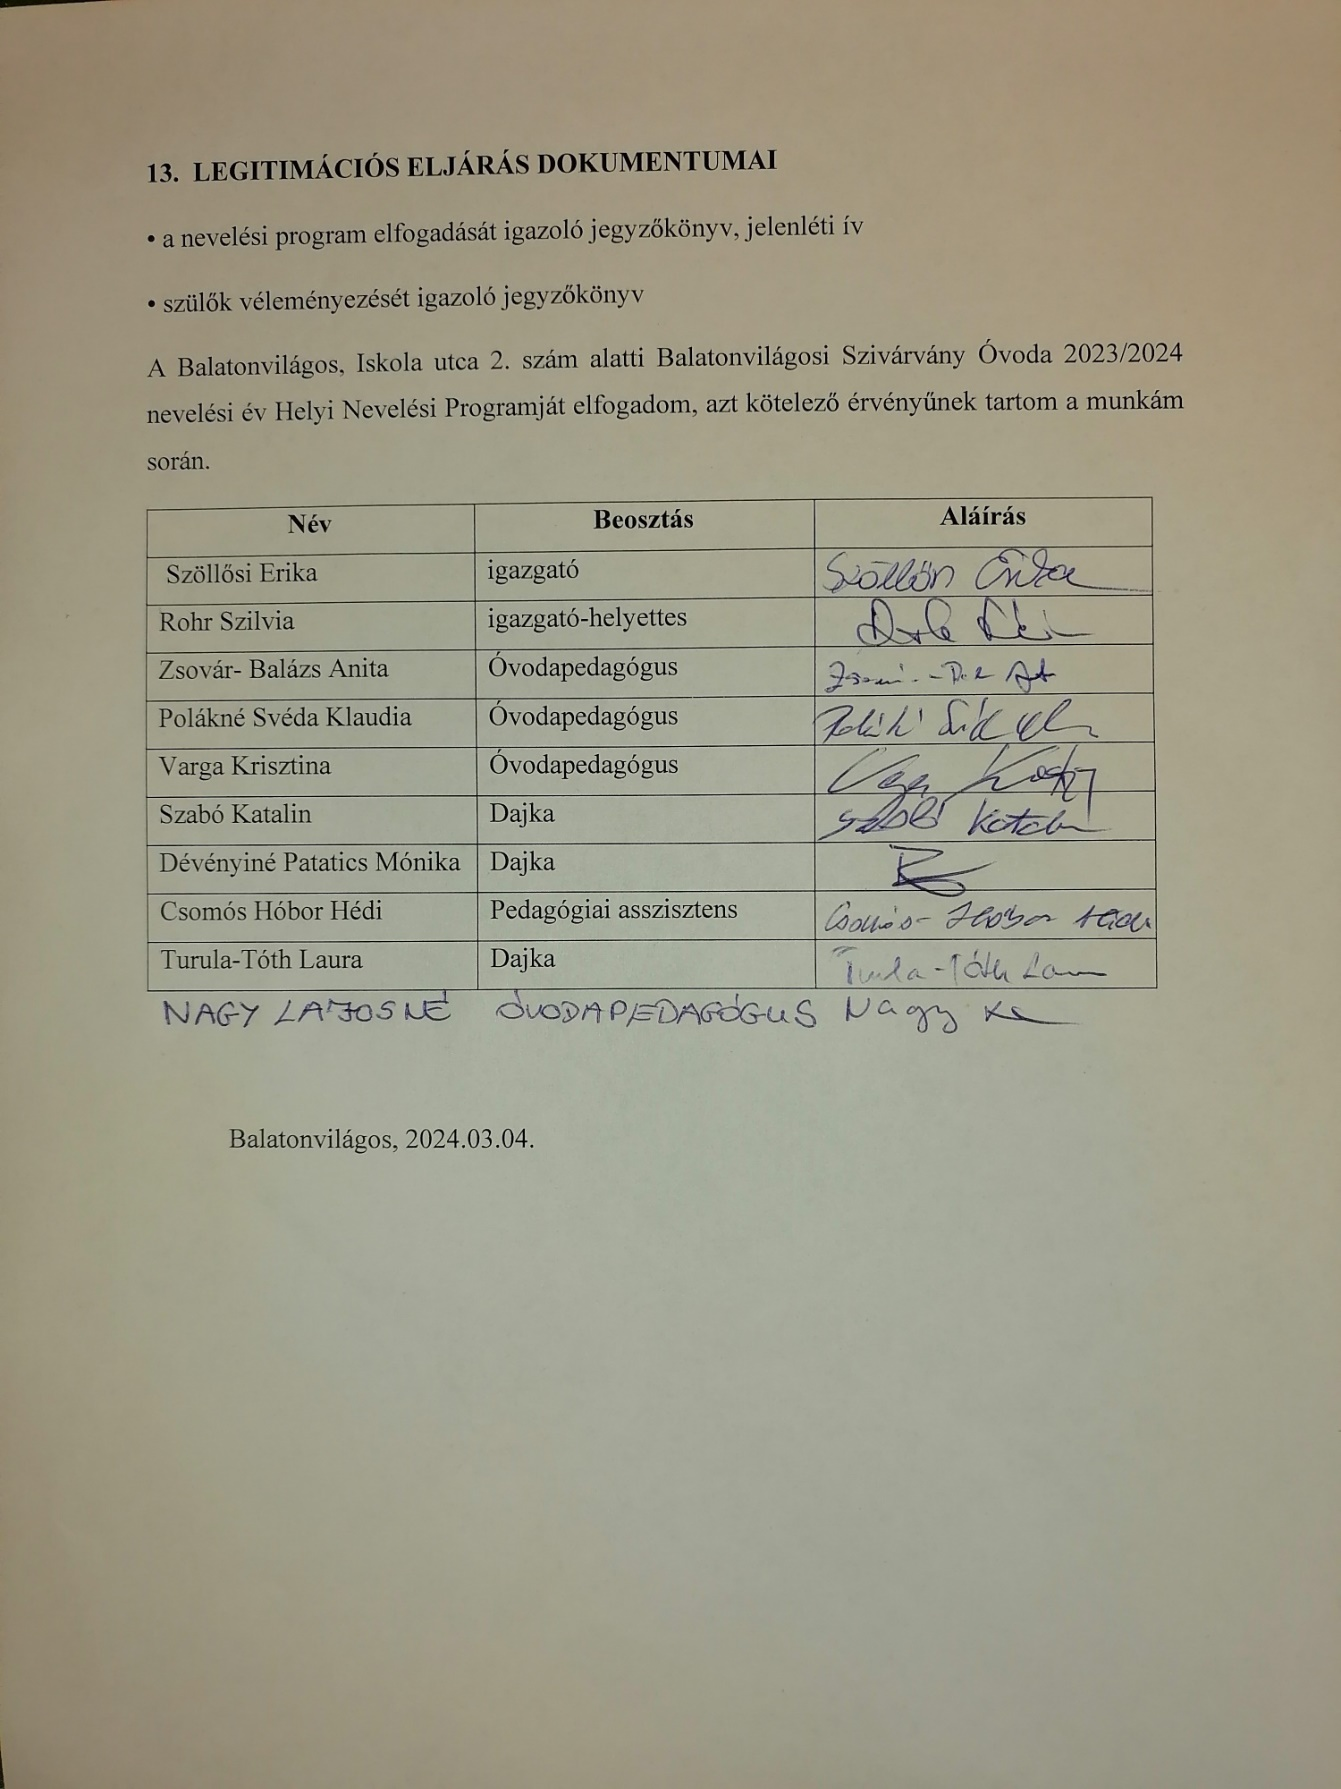 13. LEGITIMÁCIÓS ELJÁRÁS DOKUMENTUMAI
• a nevelési program elfogadását igazoló jegyzőkönyv, jelenléti ív
• szülők véleményezését igazoló jegyzőkönyv
A Balatonvilágos, Iskola utca 2. szám alatti Balatonvilágosi Szivárvány Óvoda 2023/2024
nevelési év Helyi Nevelési Programját elfogadom, azt kötelező érvényűnek tartom a munkám
során.
Név Beosztás Aláírás
Szöllősi Erika igazgató Szöllősi Erika
Rohr Szilvia igazgató-helyettes
Zsovár- Balázs Anita Óvodapedagógus
Polákné Svéda Klaudia Óvodapedagógus
Varga Krisztina Óvodapedagógus
Szabó Katalin Dajka Szabó Katalin
Dévényiné Patatics Mónika Dajka
Csomós Hóbor Hédi Pedagógiai asszisztens Csomós-Hóbor Hédi
Turula-Tóth Laura Dajka Turula-Tóth Laura
NAGY LAJOSNÉ ÓVODAPEDAGÓGUS Nagy
Balatonvilágos, 2024.03.04.